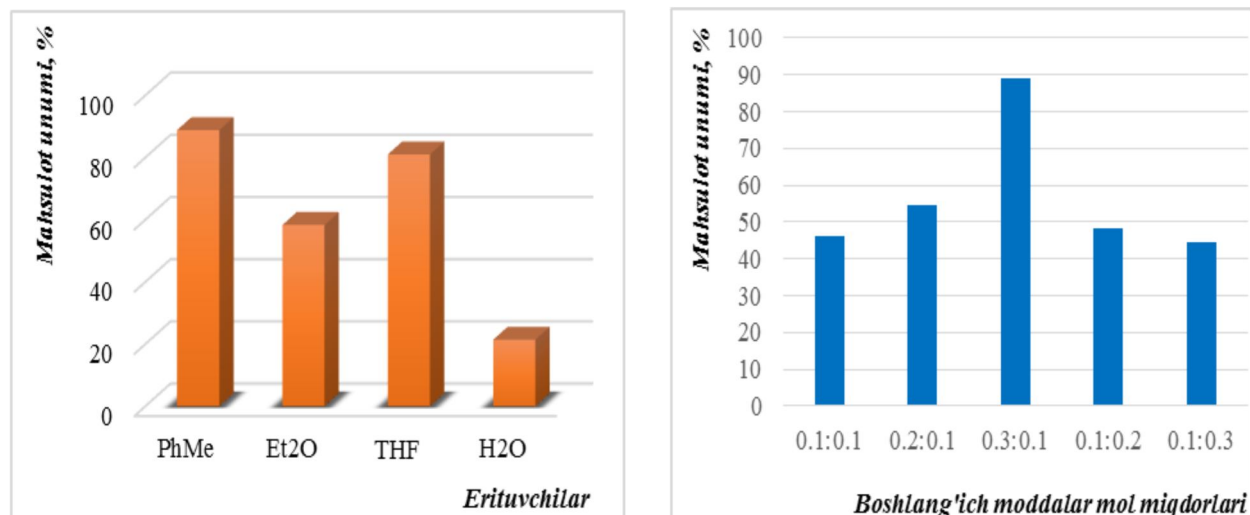 Mahsulot unumi, %
100
80
60
40
20
0
PhMe Et2O THF H2O
Erituvchilar
Mahsulot unumi, %
100
90
80
70
60
50
40
30
20
10
0
0.1:0.1 0.2:0.1 0.3:0.1 0.1:0.2 0.1:0.3
Boshlang'ich moddalar mol miqdorlari